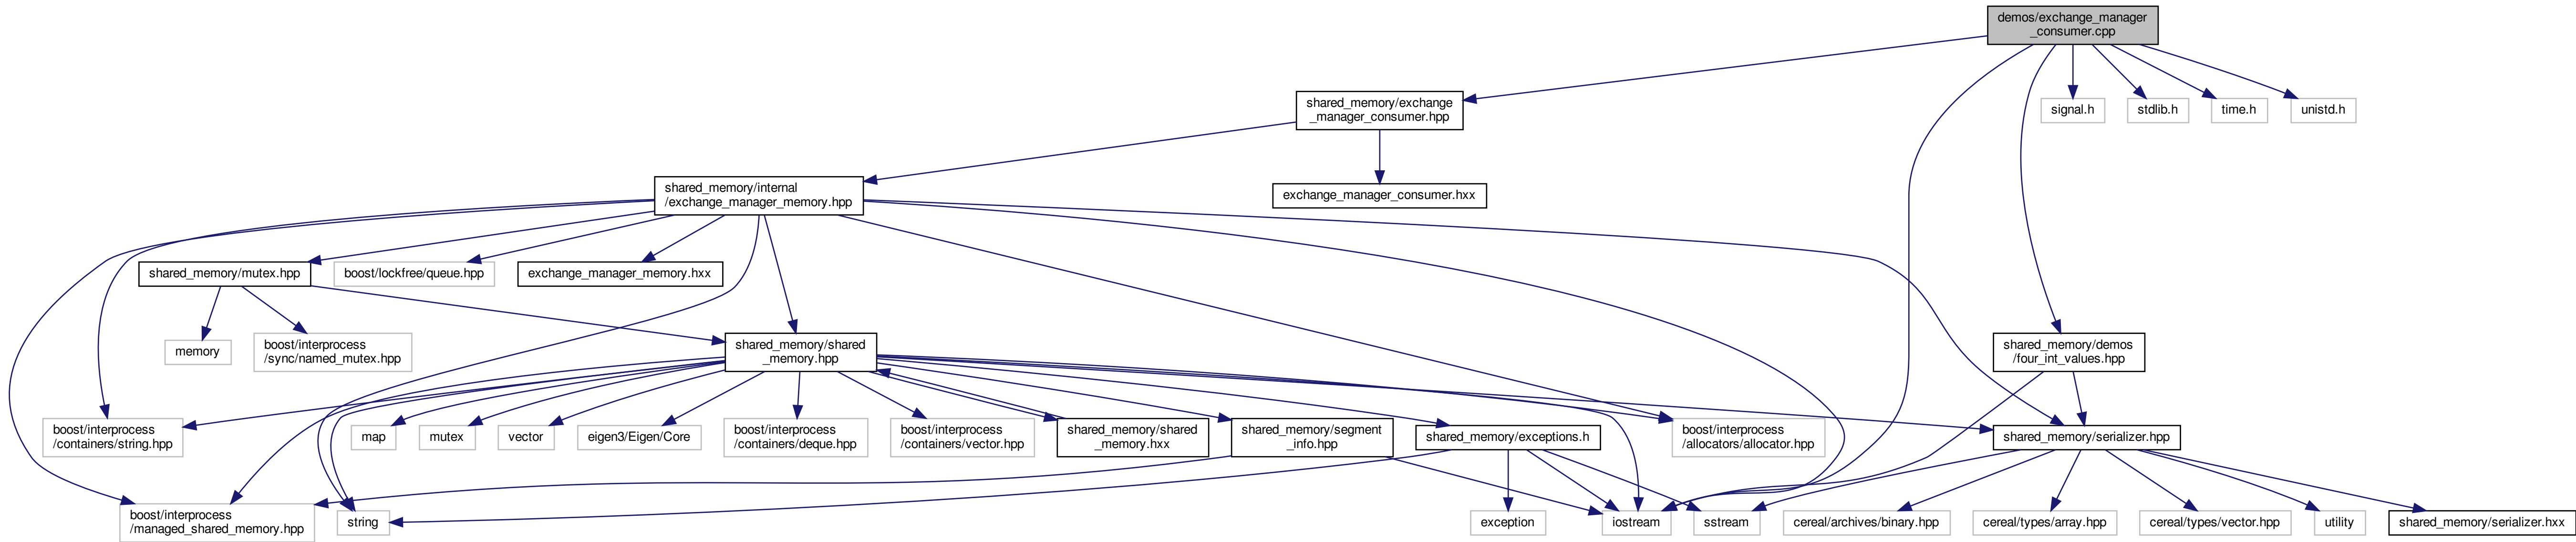 demos/exchange_manager
_consumer.cpp
shared_memory/exchange
_manager_consumer.hpp
signal.h
stdlib.h
time.h
unistd.h
shared_memory/internal
/exchange_manager_memory.hpp
exchange_manager_consumer.hxx
shared_memory/mutex.hpp
boost/lockfree/queue.hpp
exchange_manager_memory.hxx
memory
boost/interprocess
/sync/named_mutex.hpp
shared_memory/shared
_memory.hpp
shared_memory/demos
/four_int_values.hpp
boost/interprocess
/containers/string.hpp
map
mutex
vector
eigen3/Eigen/Core
boost/interprocess
/containers/deque.hpp
boost/interprocess
/containers/vector.hpp
shared_memory/shared
_memory.hxx
shared_memory/segment
_info.hpp
shared_memory/exceptions.h
boost/interprocess
/allocators/allocator.hpp
shared_memory/serializer.hpp
boost/interprocess
/managed_shared_memory.hpp
string
exception
iostream
sstream
cereal/archives/binary.hpp
cereal/types/array.hpp
cereal/types/vector.hpp
utility
shared_memory/serializer.hxx